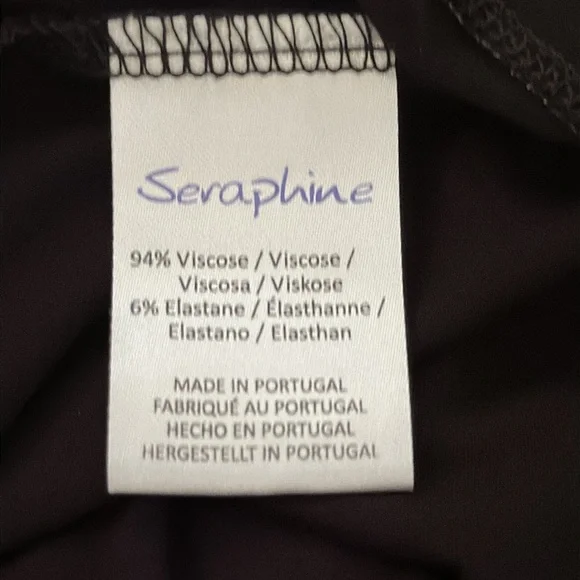 Seraphine
94% Viscose / Viscose /
Viscosa / Viskose
6% Elastane / Élasthanne /
Elastano / Elasthan
MADE IN PORTUGAL
FABRIQUÉ AU PORTUGAL
HECHO EN PORTUGAL
HERGESTELLT IN PORTUGAL